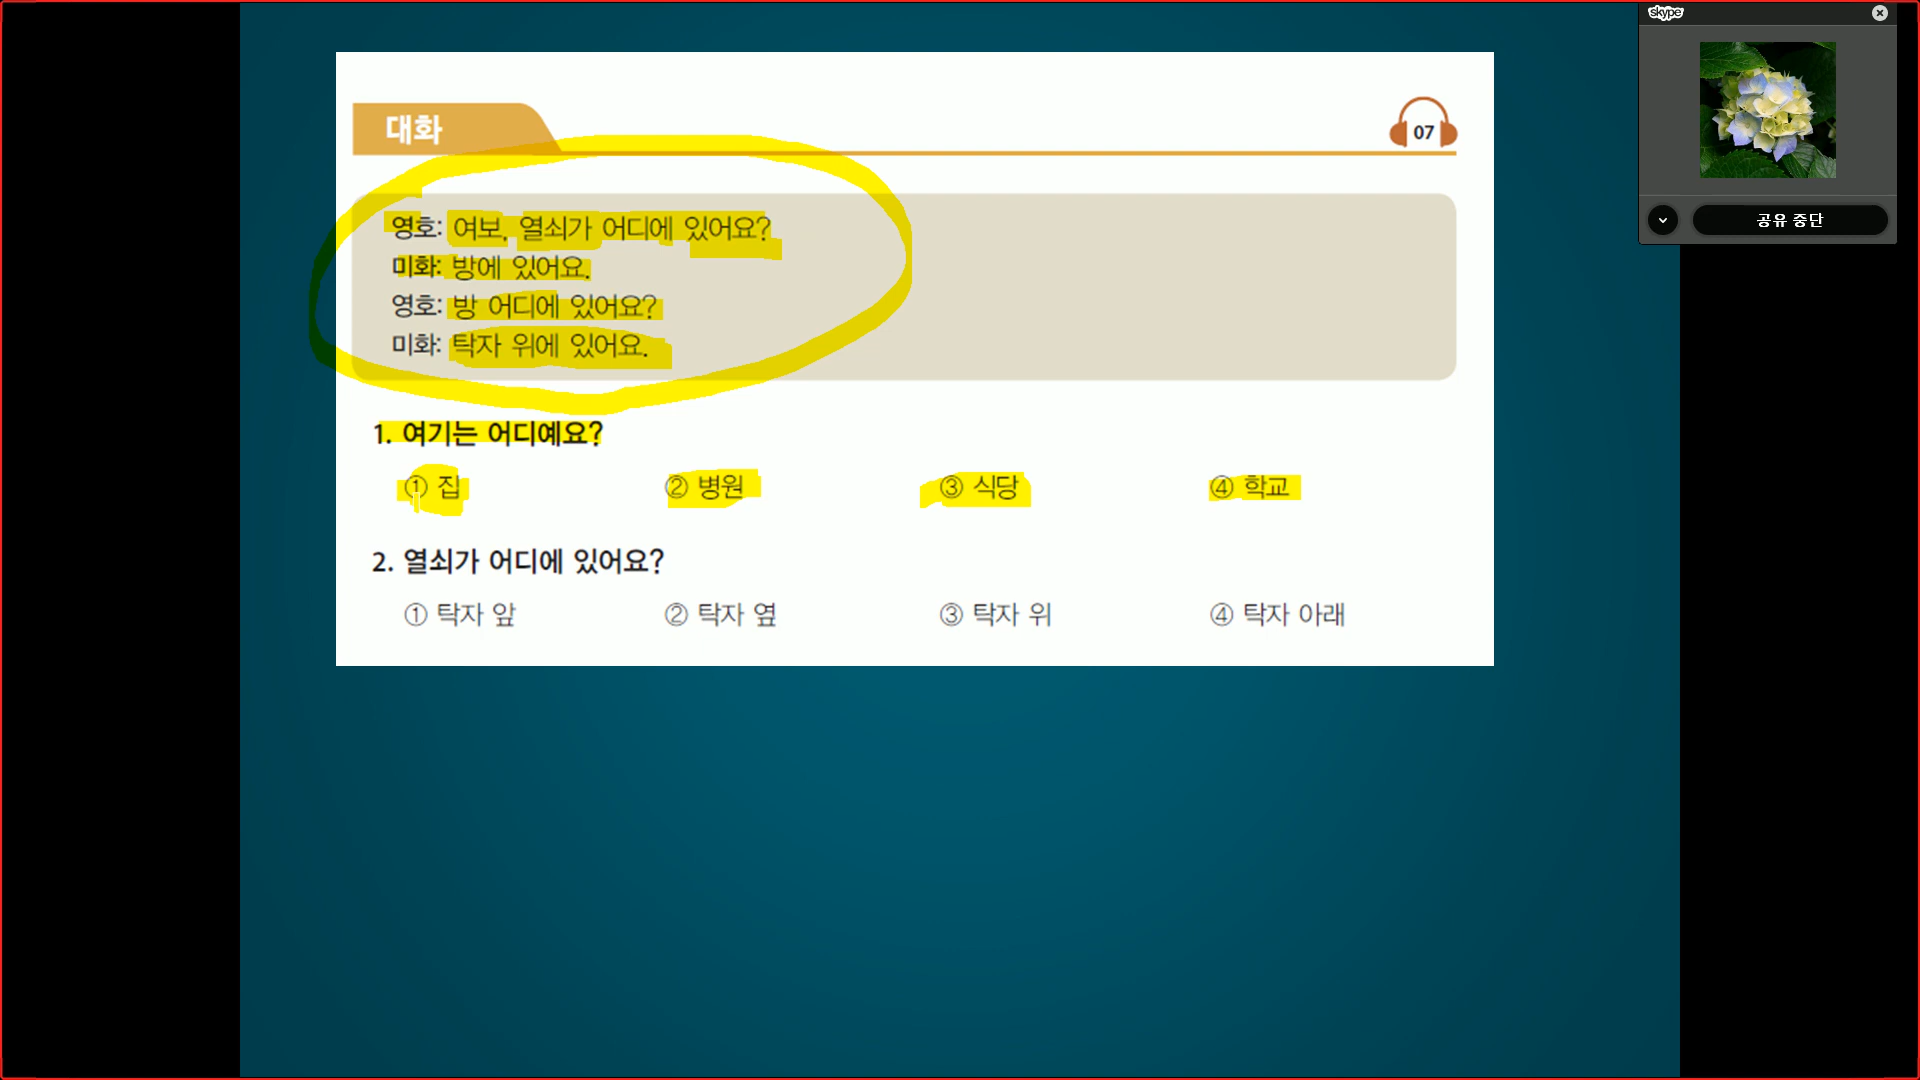 skype
공유 중단
대화
07
영호: 여보, 열쇠가 어디에 있어요?
미화: 방에 있어요.
영호: 방 어디에 있어요?
미화: 탁자 위에 있어요.
1. 여기는 어디예요?
① 집 ② 병원 ③ 식당 ④ 학교
2. 열쇠가 어디에 있어요?
① 탁자 앞 ② 탁자 옆 ③ 탁자 위 ④ 탁자 아래